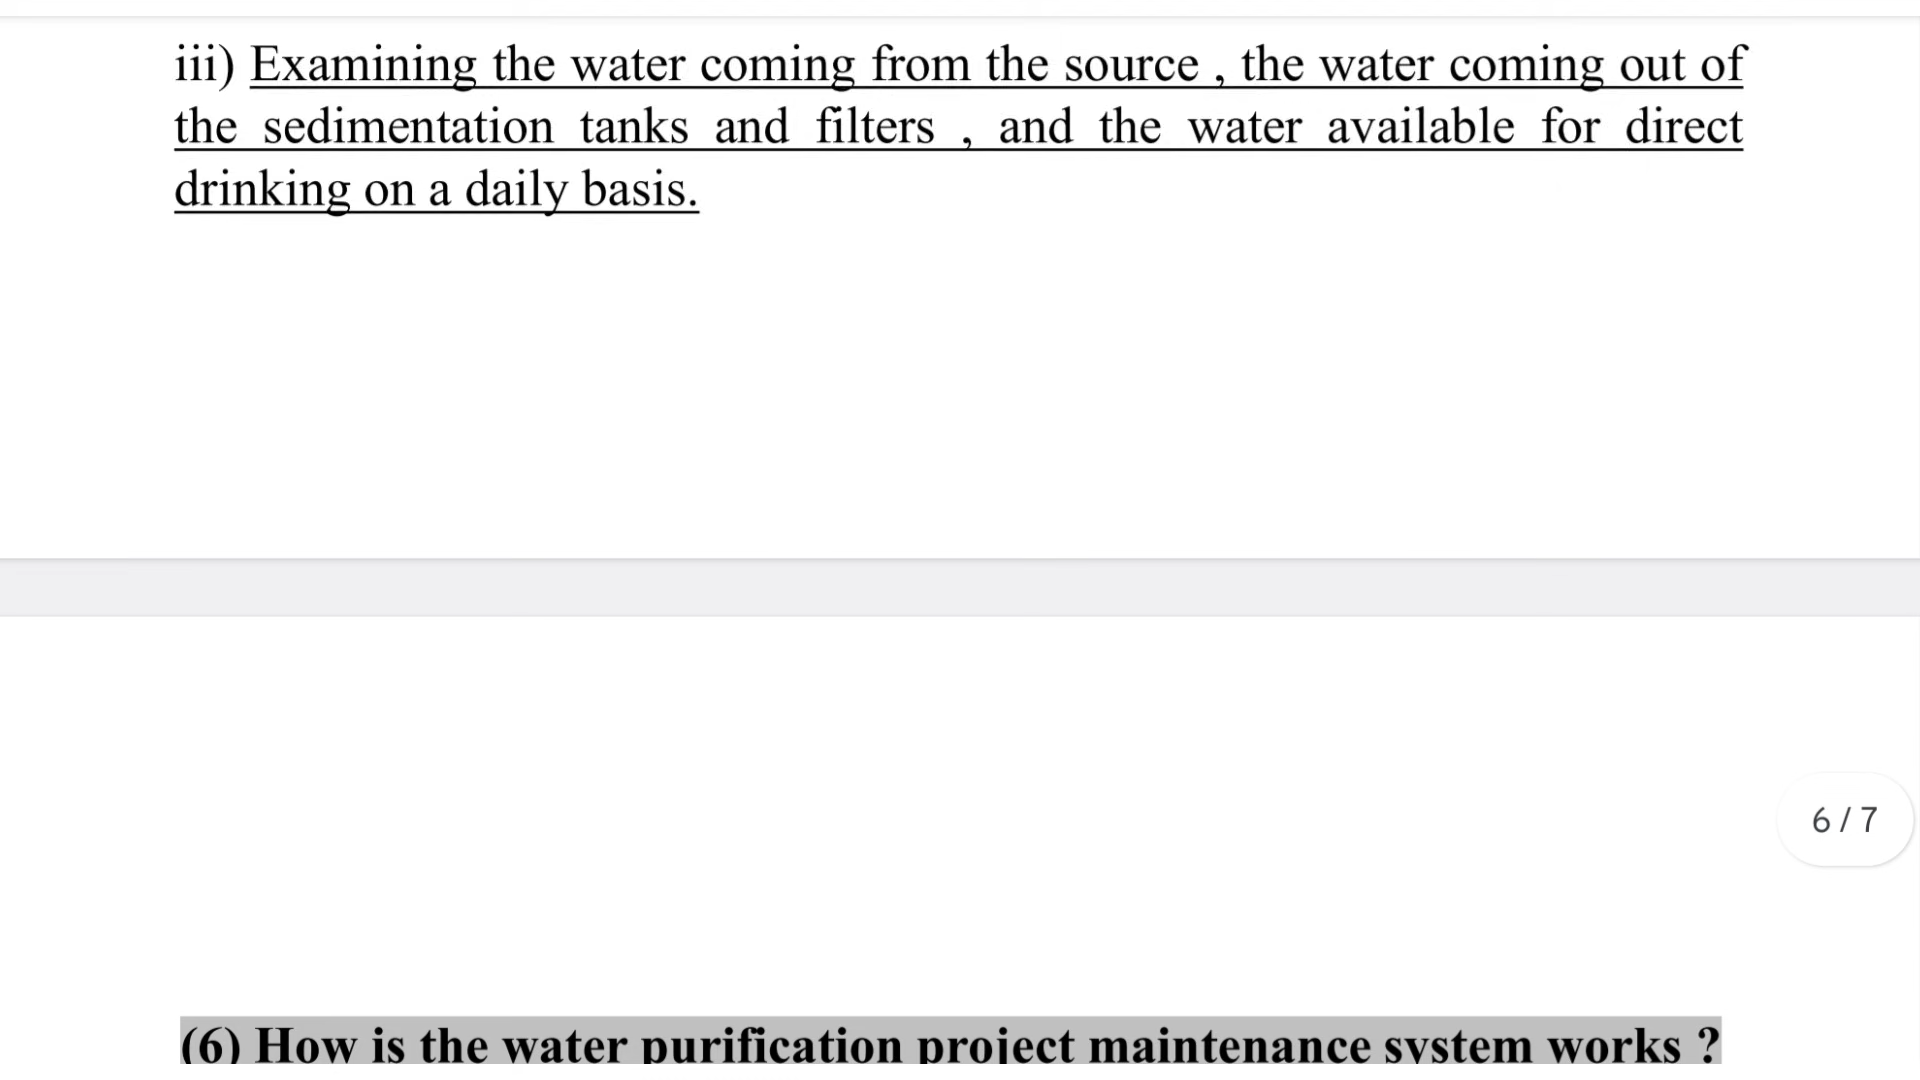 iii) Examining the water coming from the source , the water coming out of
the sedimentation tanks and filters , and the water available for direct
drinking on a daily basis.
6 / 7
(6) How is the water purification project maintenance system works ?